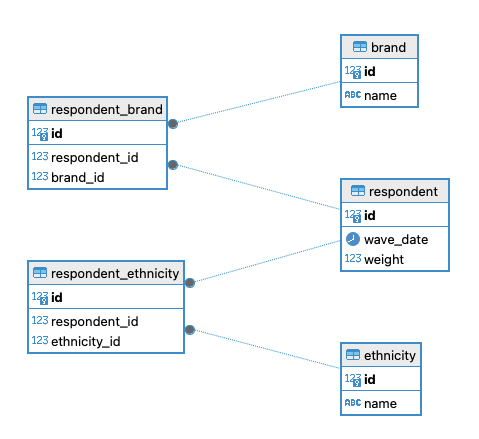 brand
123 id
ABC name
respondent_brand
123 id
123 respondent_id
123 brand_id
respondent
123 id
wave_date
123 weight
respondent_ethnicity
123 id
123 respondent_id
123 ethnicity_id
ethnicity
123 id
ABC name